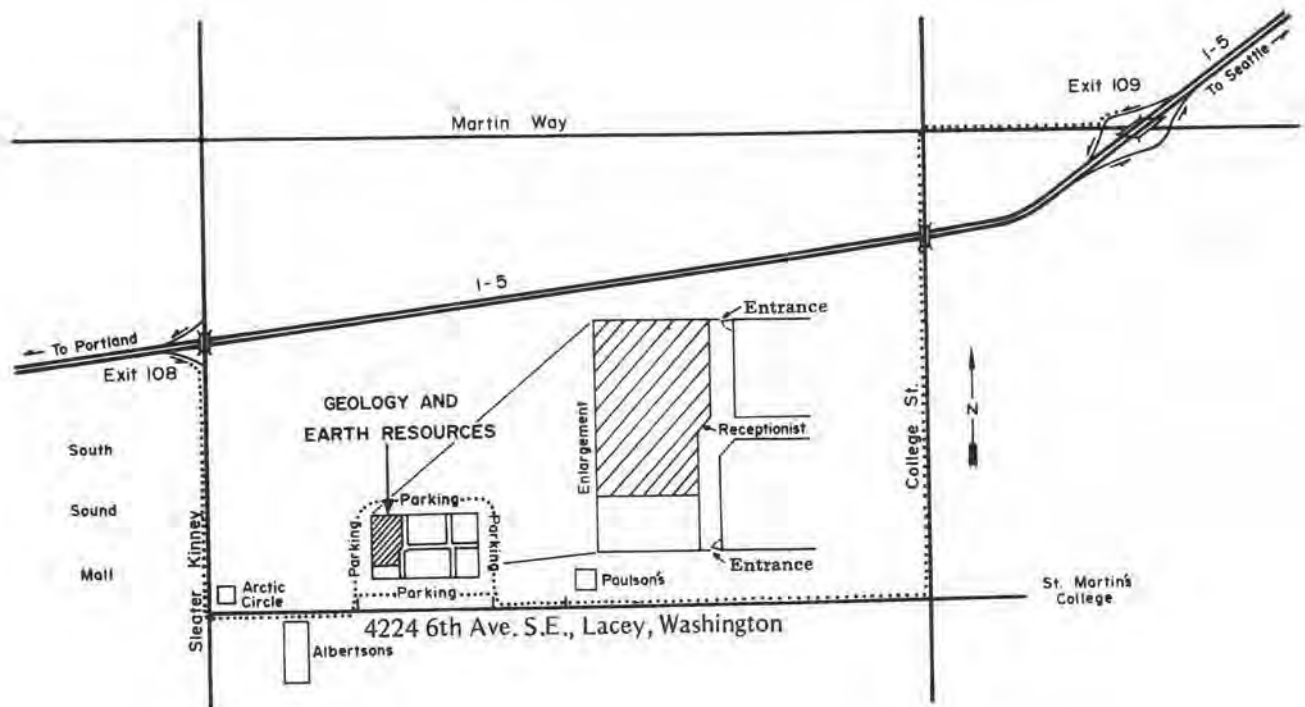 I-5
To Seattle
Exit 109
Martin Way
I-5
Entrance
To Portland
Exit 108
GEOLOGY AND
EARTH RESOURCES
Enlargement
Receptionist
College St.
N
South
Sound
Mall
Sleater Kinney
Parking
Parking
Parking
Parking
Entrance
Arctic
Circle
Paulson's
St. Martin's
College
4224 6th Ave. S.E., Lacey, Washington
Albertsons